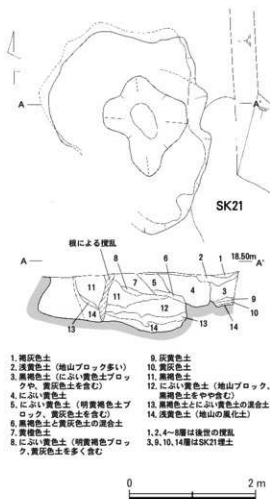 A
A'
SK21
根による撹乱
A
8
7
5
6
2
1
18.50m
A'
11
11
4
3
12
9
10
13
14
14
13
14
1. 褐灰色土
2. 浅黄色土(地山ブロック多い)
3. 黒褐色土(にぶい黄色土ブロックや、黄灰色土を含む)
4. にぶい黄色土
5. にぶい黄色土(明黄褐色土ブロック、黄灰色土を含む)
6. 黒褐色土と黄灰色土の混合土
7. 黄橙色土
8. にぶい黄色土(明黄褐色ブロック、黄灰色土を多く含む
9. 灰黄色土
10. 黄灰色土
11. 黒褐色土
12. にぶい黄色土(地山ブロック、黒褐色土をやや含む)
13. 黒褐色土とにぶい黄色土の混合土
14. 浅黄色土(地山の風化土)
1、2、4〜8層は後世の撹乱
3、9、10、14層はSK21埋土
0
2 m